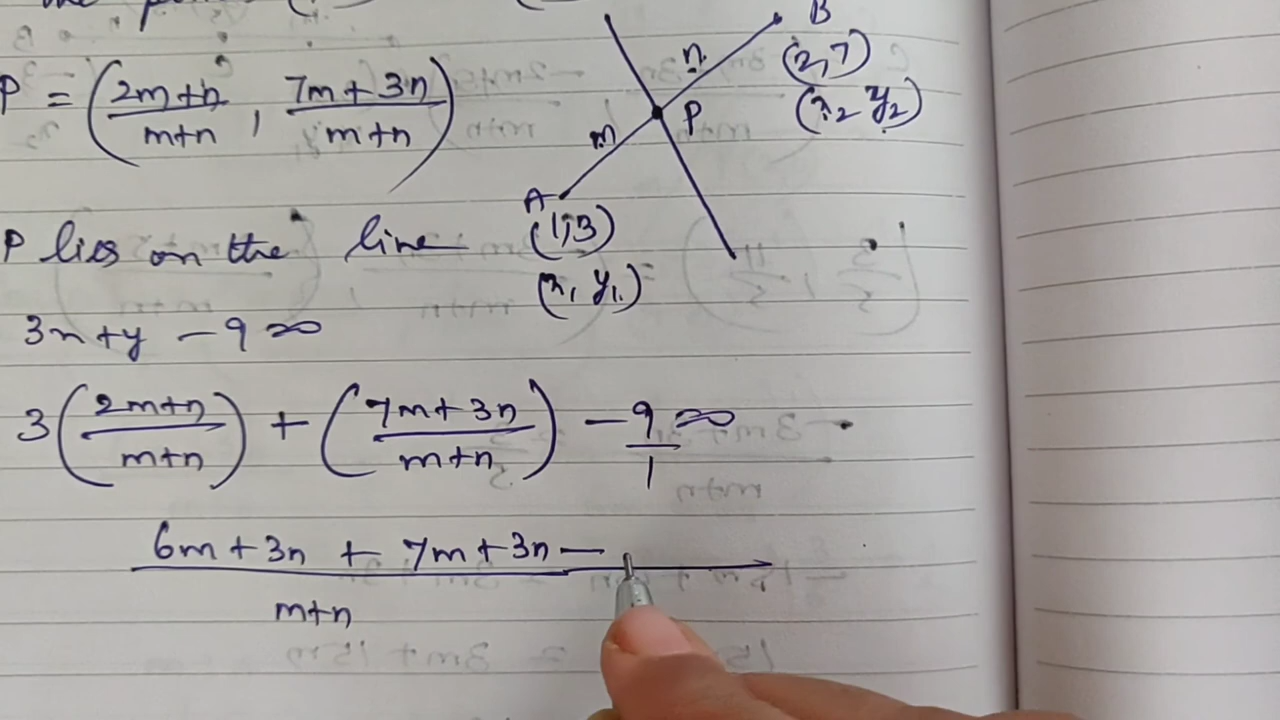 B
P = (2m+n / m+n , 7m+3n / m+n)
n
(2,7)
P
(x2 y2)
m
A
(1,3)
P lies on the line
(x1 y1)
3x+y -9=0
3(2m+n / m+n) + (7m+3n / m+n) -9/1=0
6m+3n + 7m+3n - / m+n